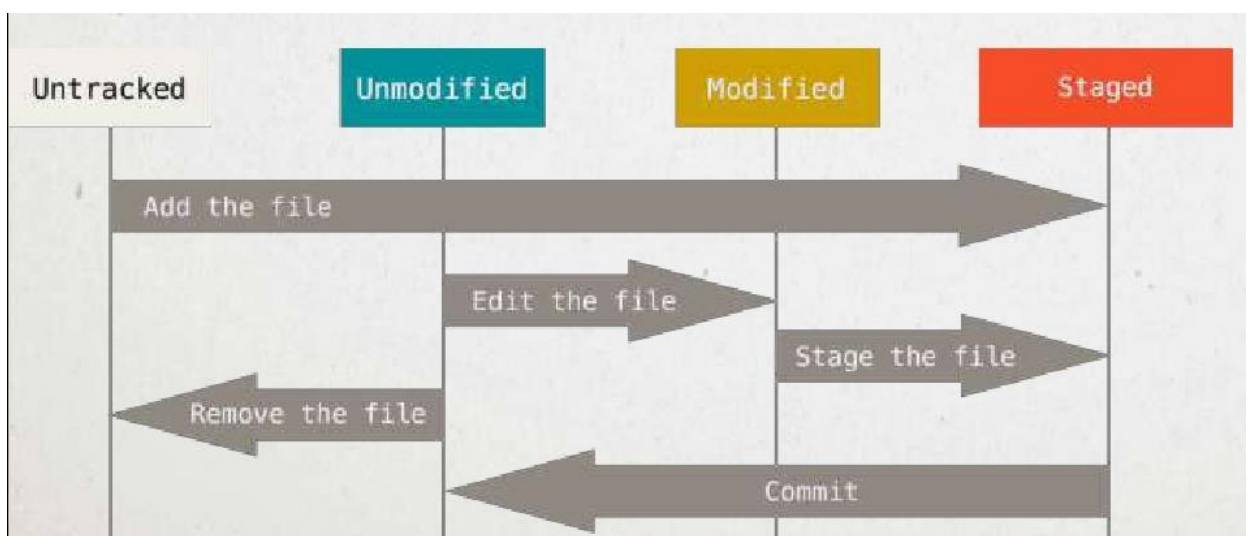 Untracked
Unmodified
Modified
Staged
Add the file
Edit the file
Stage the file
Remove the file
Commit